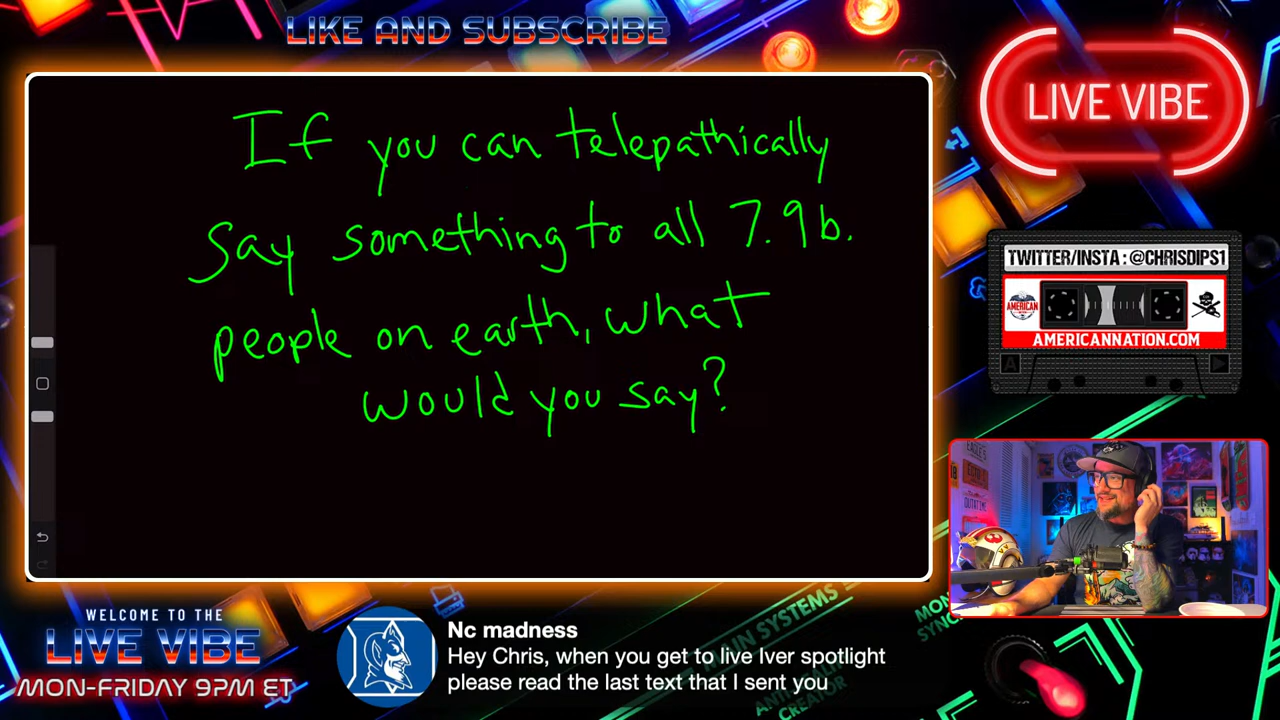 LIKE AND SUBSCRIBE
If you can telepathically
say something to all 7.9 b.
people on earth, what
would you say?
LIVE VIBE
TWITTER/INSTA : @CHRISDIPS1
AMERICAN
AMERICANNATION.COM
A
WELCOME TO THE
LIVE VIBE
MON-FRIDAY 9PM ET
Nc madness
Hey Chris, when you get to live Iver spotlight
please read the last text that I sent you
OUTATIME